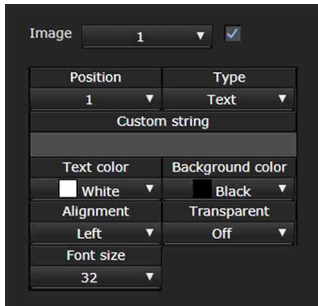 Image 1
Position Type
1 Text
Custom string
Text color Background color
White Black
Alignment Transparent
Left Off
Font size
32